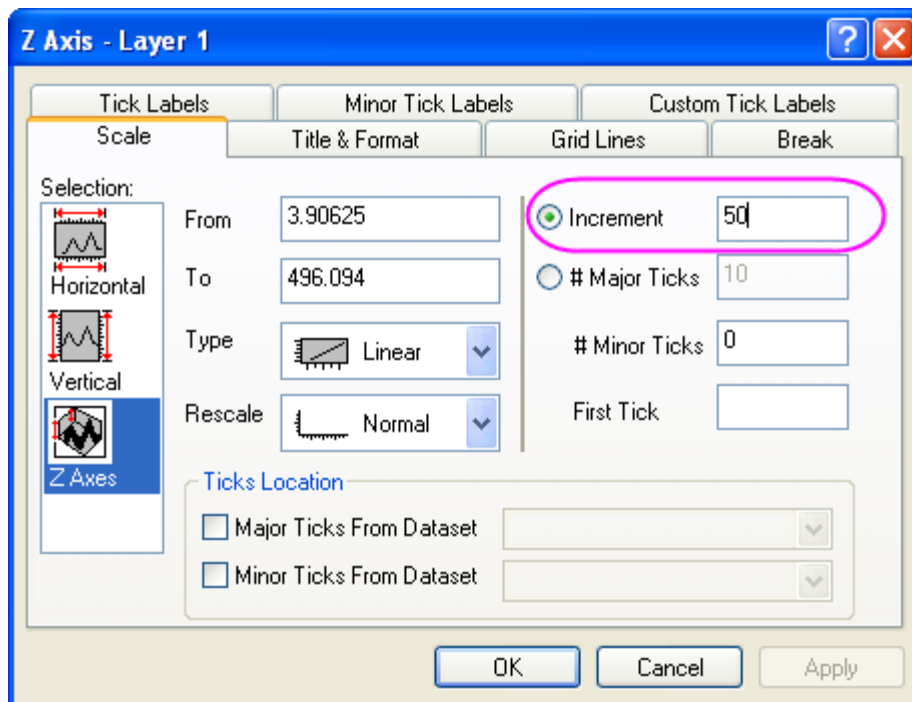 Z Axis - Layer 1
Tick Labels Minor Tick Labels Custom Tick Labels
Scale Title & Format Grid Lines Break
Selection:
Horizontal
Vertical
Z Axes
From 3.90625
To 496.094
Type Linear
Rescale Normal
Increment 50
# Major Ticks 10
# Minor Ticks 0
First Tick
Ticks Location
Major Ticks From Dataset
Minor Ticks From Dataset
OK Cancel Apply